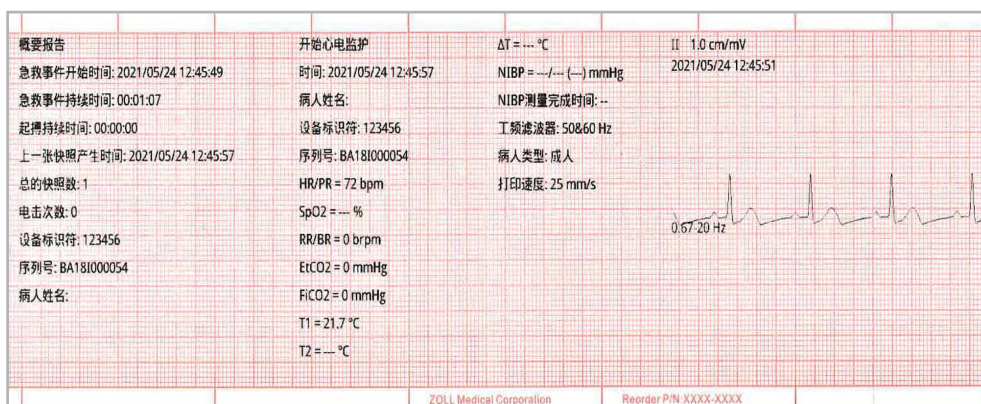 概要报告
急救事件开始时间: 2021/05/24 12:45:49
急救事件持续时间: 00:01:07
起搏持续时间: 00:00:00
上一张快照产生时间: 2021/05/24 12:45:57
总的快照数: 1
电击次数: 0
设备标识符: 123456
序列号: BA18I000054
病人姓名:
开始心电监护
时间: 2021/05/24 12:45:57
病人姓名:
设备标识符: 123456
序列号: BA18I000054
HR/PR = 72 bpm
SpO2 = --- %
RR/BR = 0 brpm
EtCO2 = 0 mmHg
FiCO2 = 0 mmHg
T1 = 21.7 °C
T2 = --- °C
ΔT = --- °C
NIBP = ---/--- (---) mmHg
NIBP测量完成时间: --
工频滤波器: 50&60 Hz
病人类型: 成人
打印速度: 25 mm/s
II 1.0 cm/mV
2021/05/24 12:45:51
0.67-20 Hz
ZOLL Medical Corporation
Reorder P/N XXXX-XXXX